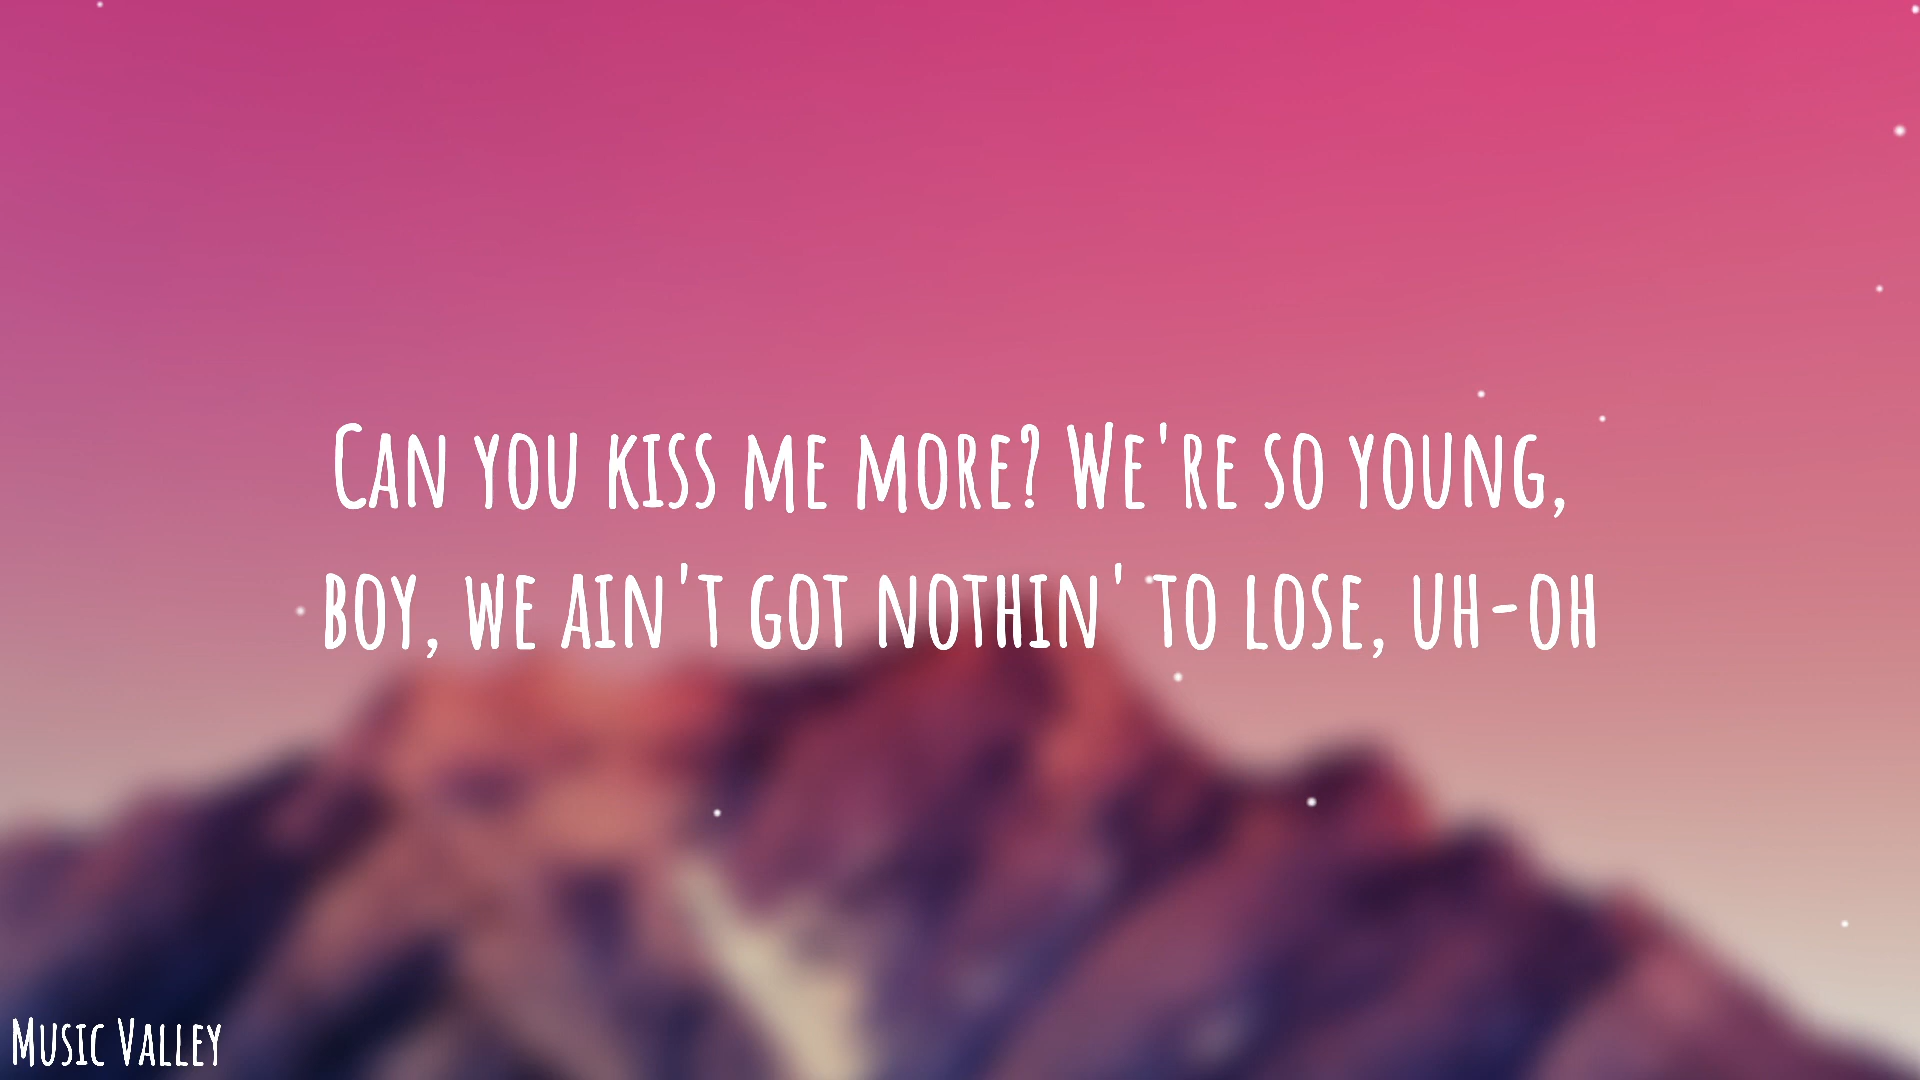 Can you kiss me more? We're so young,
boy, we ain't got nothin' to lose, uh-oh
Music Valley